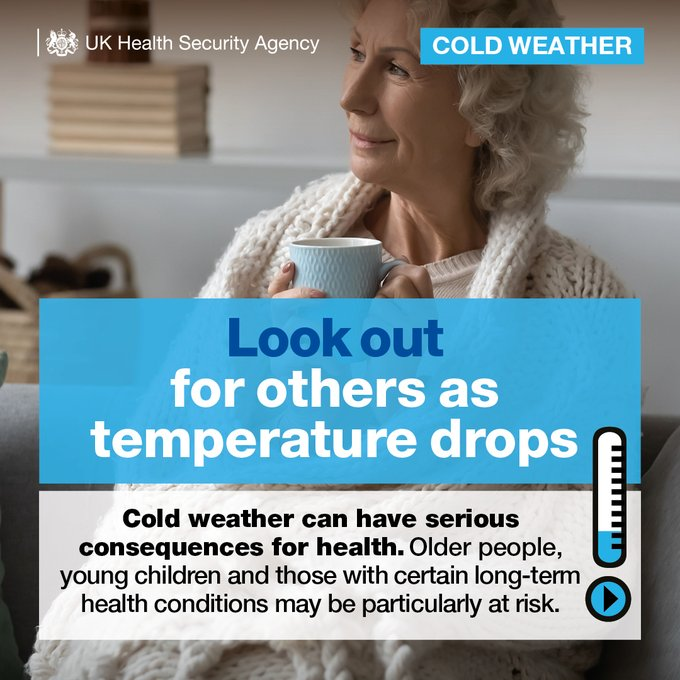 UK Health Security Agency
COLD WEATHER
Look out
for others as
temperature drops
Cold weather can have serious
consequences for health. Older people,
young children and those with certain long-term
health conditions may be particularly at risk.